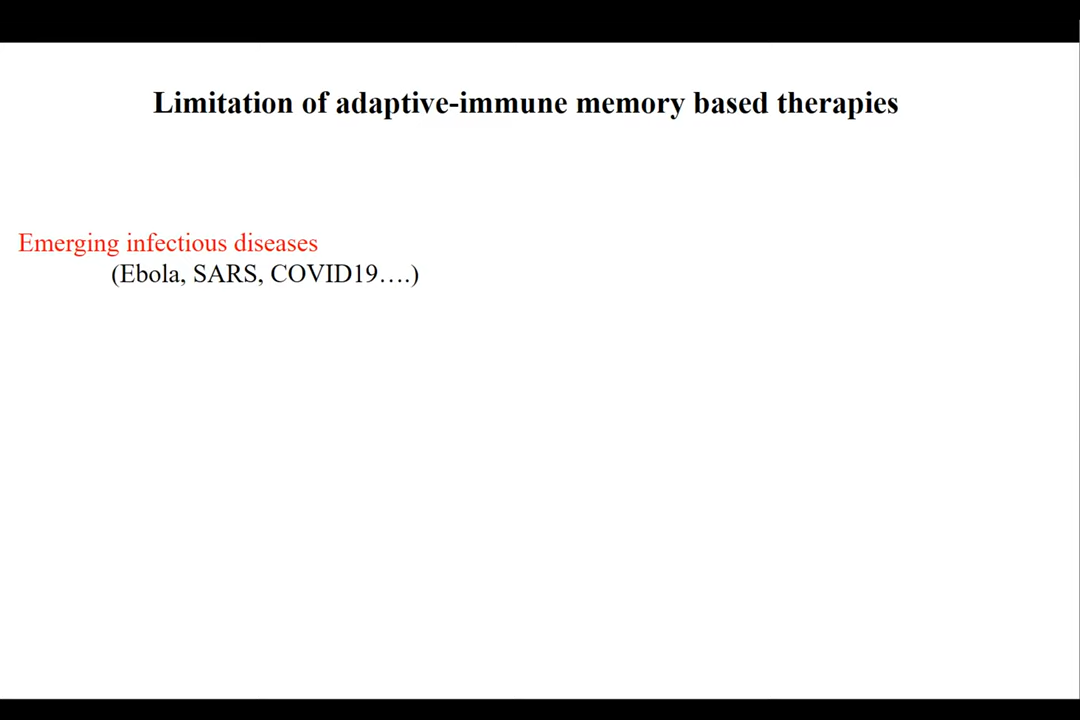 Limitation of adaptive-immune memory based therapies
Emerging infectious diseases
(Ebola, SARS, COVID19….)